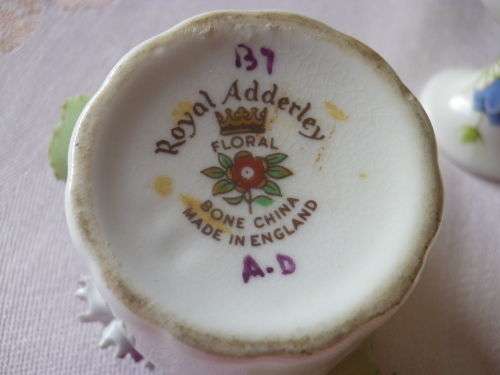 B7
Royal Adderley
FLORAL
BONE CHINA
MADE IN ENGLAND
A.D